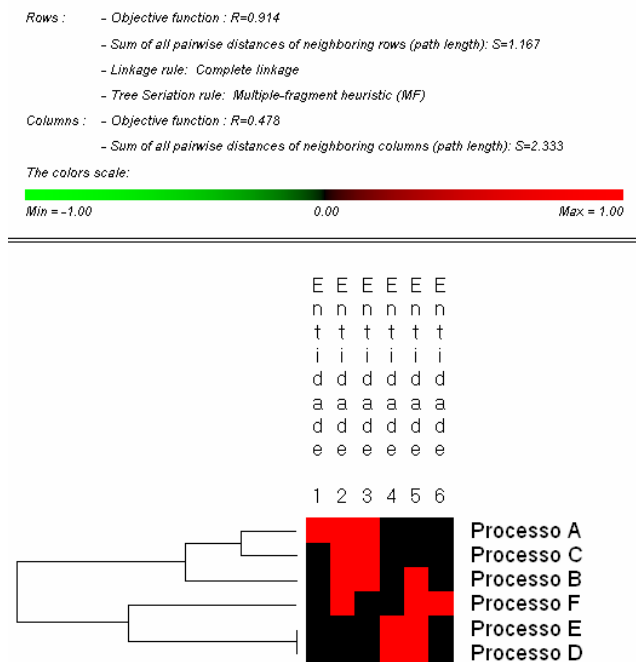 Rows : - Objective function : R=0.914
- Sum of all pairwise distances of neighboring rows (path length): S=1.167
- Linkage rule: Complete linkage
- Tree Seriation rule: Multiple-fragment heuristic (MF)
Columns : - Objective function : R=0.478
- Sum of all pairwise distances of neighboring columns (path length): S=2.333
The colors scale:
Min = -1.00 0.00 Max = 1.00
Entidade 1
Entidade 2
Entidade 3
Entidade 4
Entidade 5
Entidade 6
Processo A
Processo C
Processo B
Processo F
Processo E
Processo D